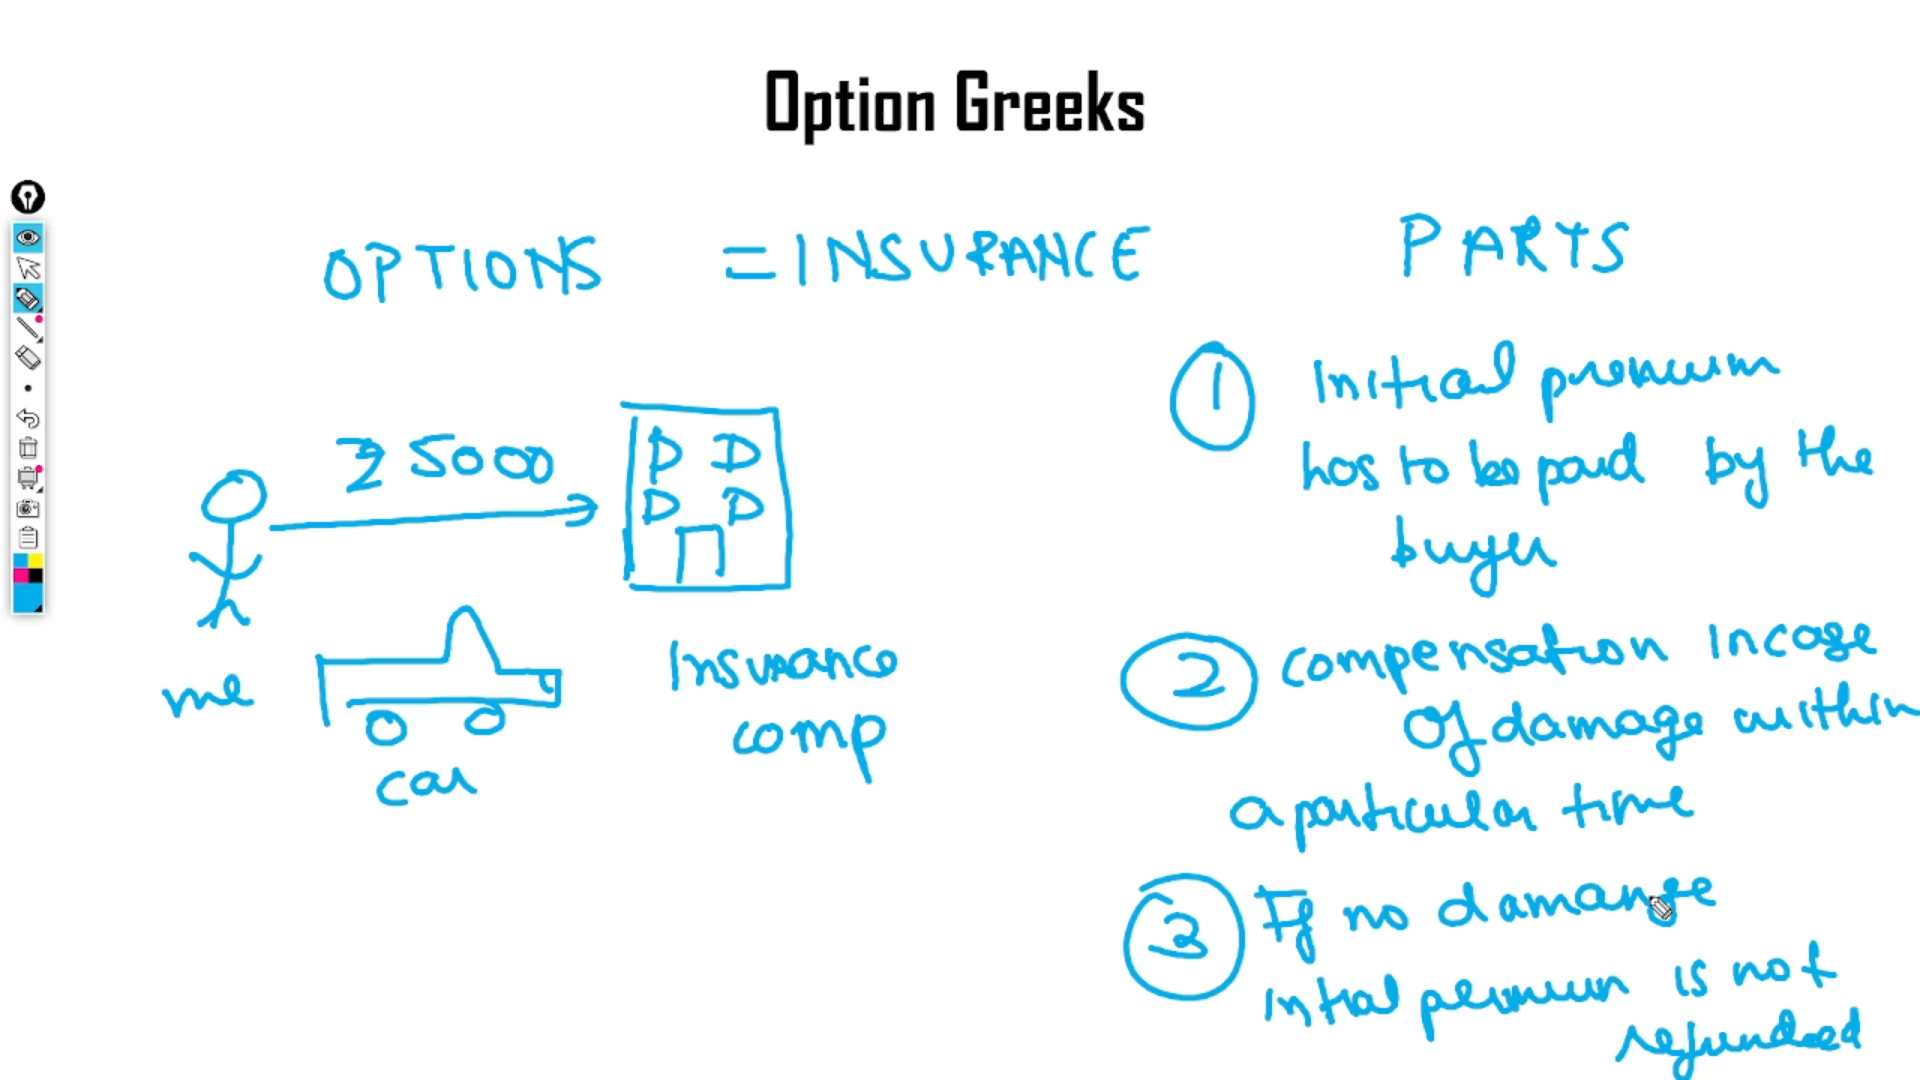 Option Greeks
OPTIONS = INSURANCE
₹ 5000
D D
D D
me
car
Insurance
comp
PARTS
1 Initial premium
has to be paid by the
buyer
2 compensation incase
of damage within
a particular time
3 If no damange
intial permium is not
refunded